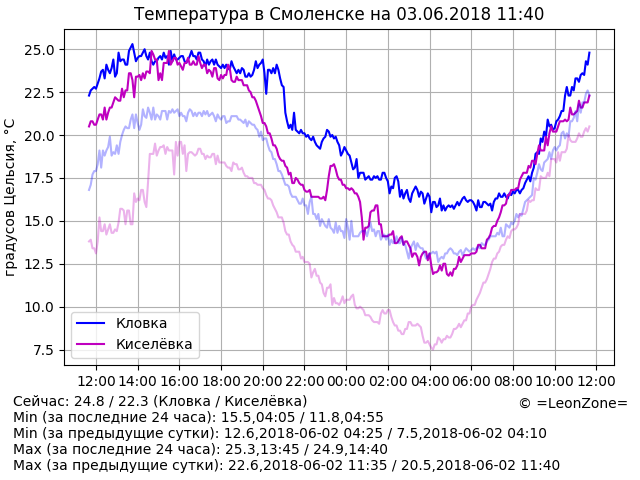 Температура в Смоленске на 03.06.2018 11:40
градусов Цельсия, °C
25.0
22.5
20.0
17.5
15.0
12.5
10.0
7.5
Кловка
Киселёвка
12:00 14:00 16:00 18:00 20:00 22:00 00:00 02:00 04:00 06:00 08:00 10:00 12:00
Сейчас: 24.8 / 22.3 (Кловка / Киселёвка)
© =LeonZone=
Min (за последние 24 часа): 15.5,04:05 / 11.8,04:55
Min (за предыдущие сутки): 12.6,2018-06-02 04:25 / 7.5,2018-06-02 04:10
Max (за последние 24 часа): 25.3,13:45 / 24.9,14:40
Max (за предыдущие сутки): 22.6,2018-06-02 11:35 / 20.5,2018-06-02 11:40